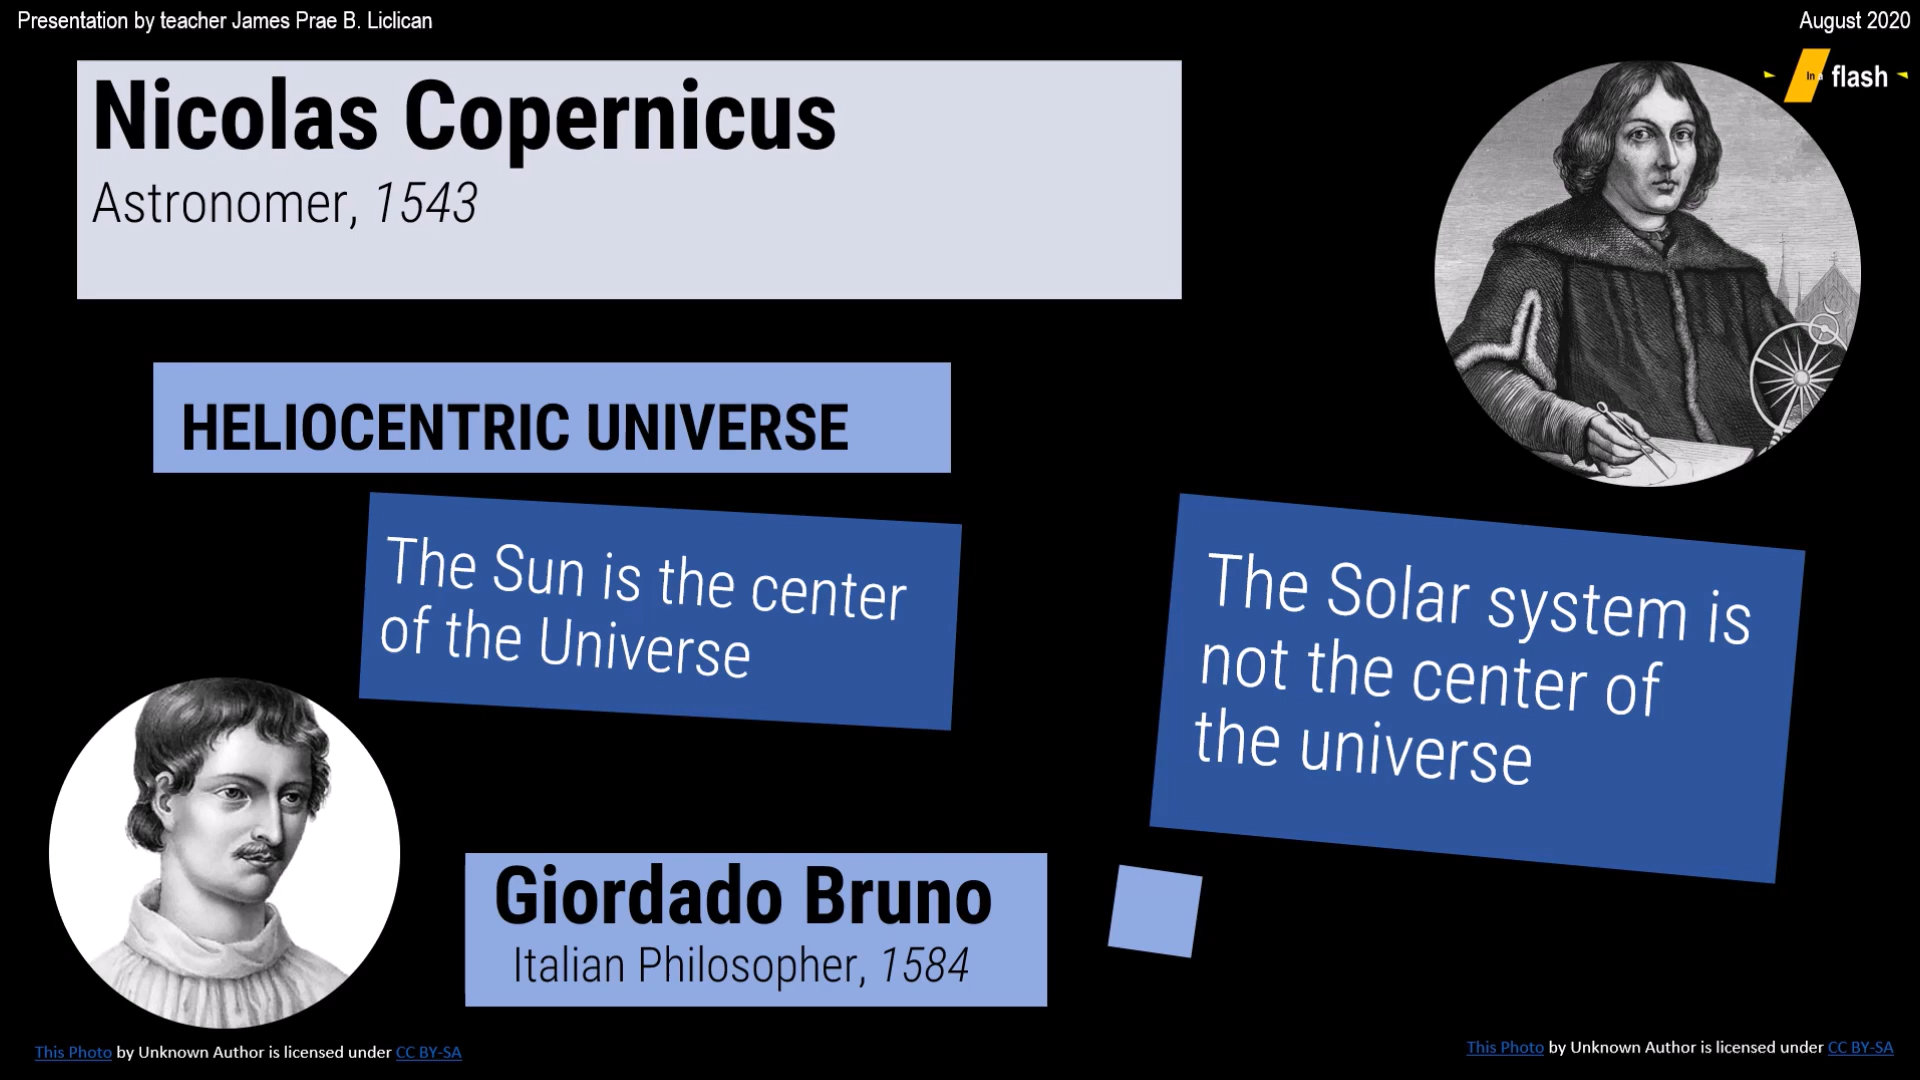 Presentation by teacher James Prae B. Liclican
August 2020
In a flash
Nicolas Copernicus
Astronomer, 1543
HELIOCENTRIC UNIVERSE
The Sun is the center
of the Universe
The Solar system is
not the center of
the universe
Giordado Bruno
Italian Philosopher, 1584
This Photo by Unknown Author is licensed under CC BY-SA
This Photo by Unknown Author is licensed under CC BY-SA